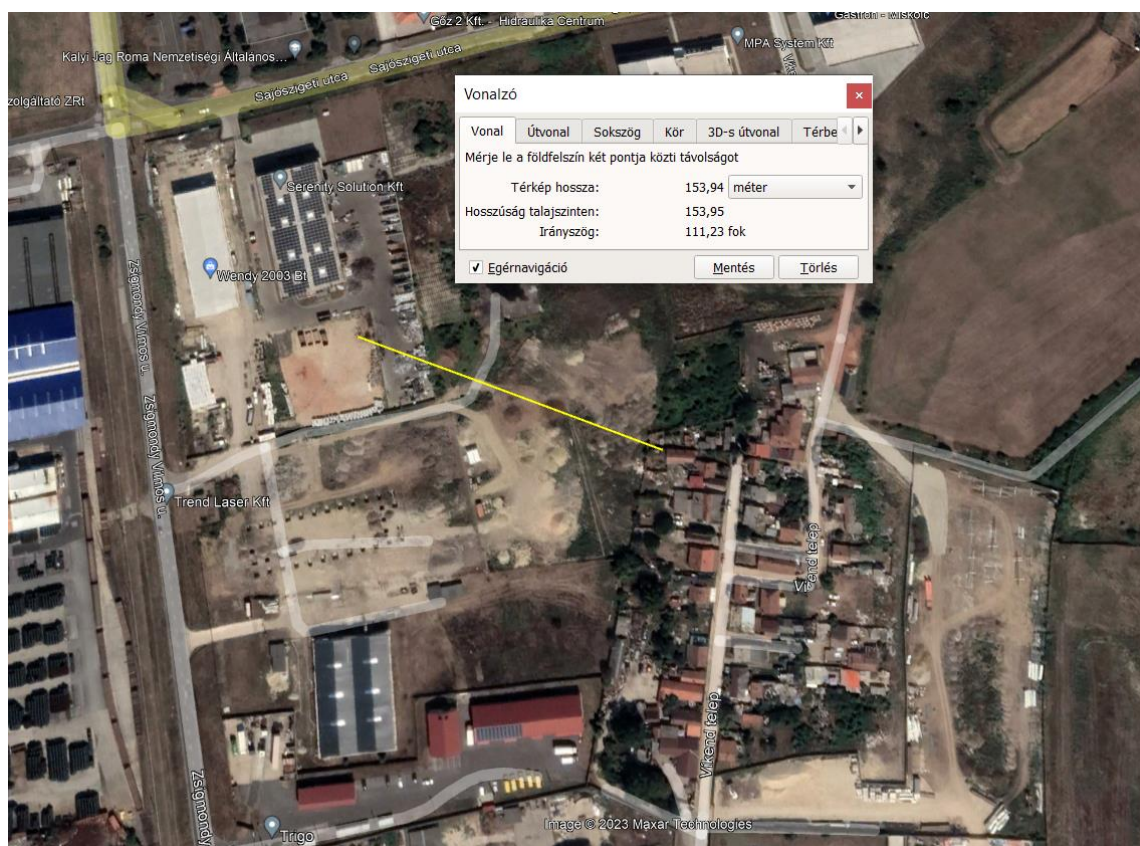 Góz 2 Kft. - Hidraulika Centrum
Gastron - Miskolc
Kalyi Jag Roma Nemzetiségi Általános...
MPA System Kft
zolgáltató ZRt
Sajószigeti utca
Sajószigeti utca
Vonalzó
Vonal Útvonal Sokszög Kör 3D-s útvonal Térbe
Mérje le a földfelszín két pontja közti távolságot
Térkép hossza: 153,94 méter
Hosszúság talajszinten: 153,95
Irányszög: 111,23 fok
Egérnavigáció Mentés Törlés
Serenity Solution Kft
Wendy 2003 Bt
Zsigmondy Vilmos u.
Zsigmondy Vilmos u.
Trend Laser Kft
Vikend telep
Vikend telep
Zsigmondy
Trigo
Image © 2023 Maxar Technologies